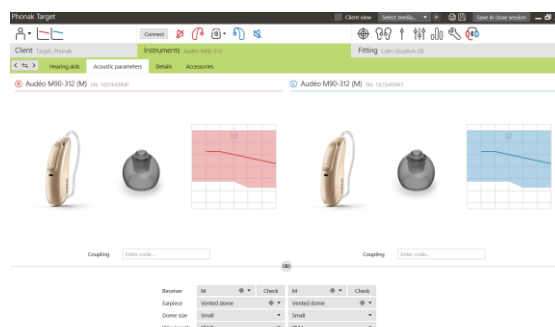 Phonak Target
Client view Select media... Save & close session
Connect
Client Target, Phonak Instruments Audéo M90-312 Fitting Calm situation
Hearing aids Acoustic parameters Details Accessories
R Audéo M90-312 (M) SN: L Audéo M90-312 (M) SN:
M M
Coupling Enter code... Coupling Enter code...
Receiver M Check M Check
Earpiece Vented dome Vented dome
Dome size Small Small